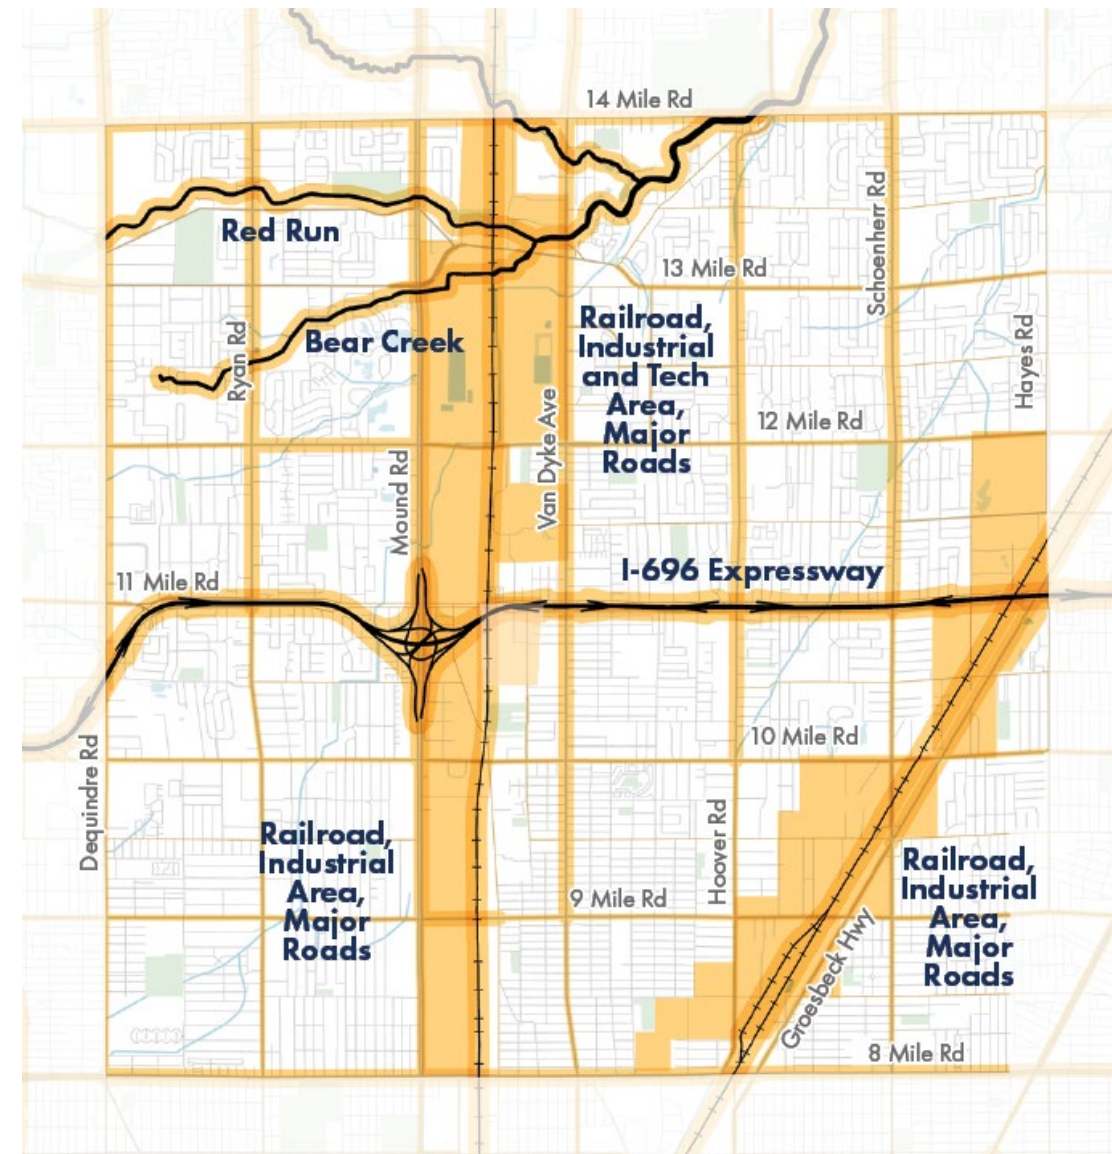 14 Mile Rd
Red Run
Schoenherr Rd
13 Mile Rd
Bear Creek
Ryan Rd
Railroad,
Industrial
and Tech
Area,
Major
Roads
Hayes Rd
12 Mile Rd
Van Dyke Ave
Mound Rd
11 Mile Rd
I-696 Expressway
10 Mile Rd
Dequindre Rd
Railroad,
Industrial
Area,
Major
Roads
Hoover Rd
9 Mile Rd
Railroad,
Industrial
Area,
Major
Roads
Groesbeck Hwy
8 Mile Rd